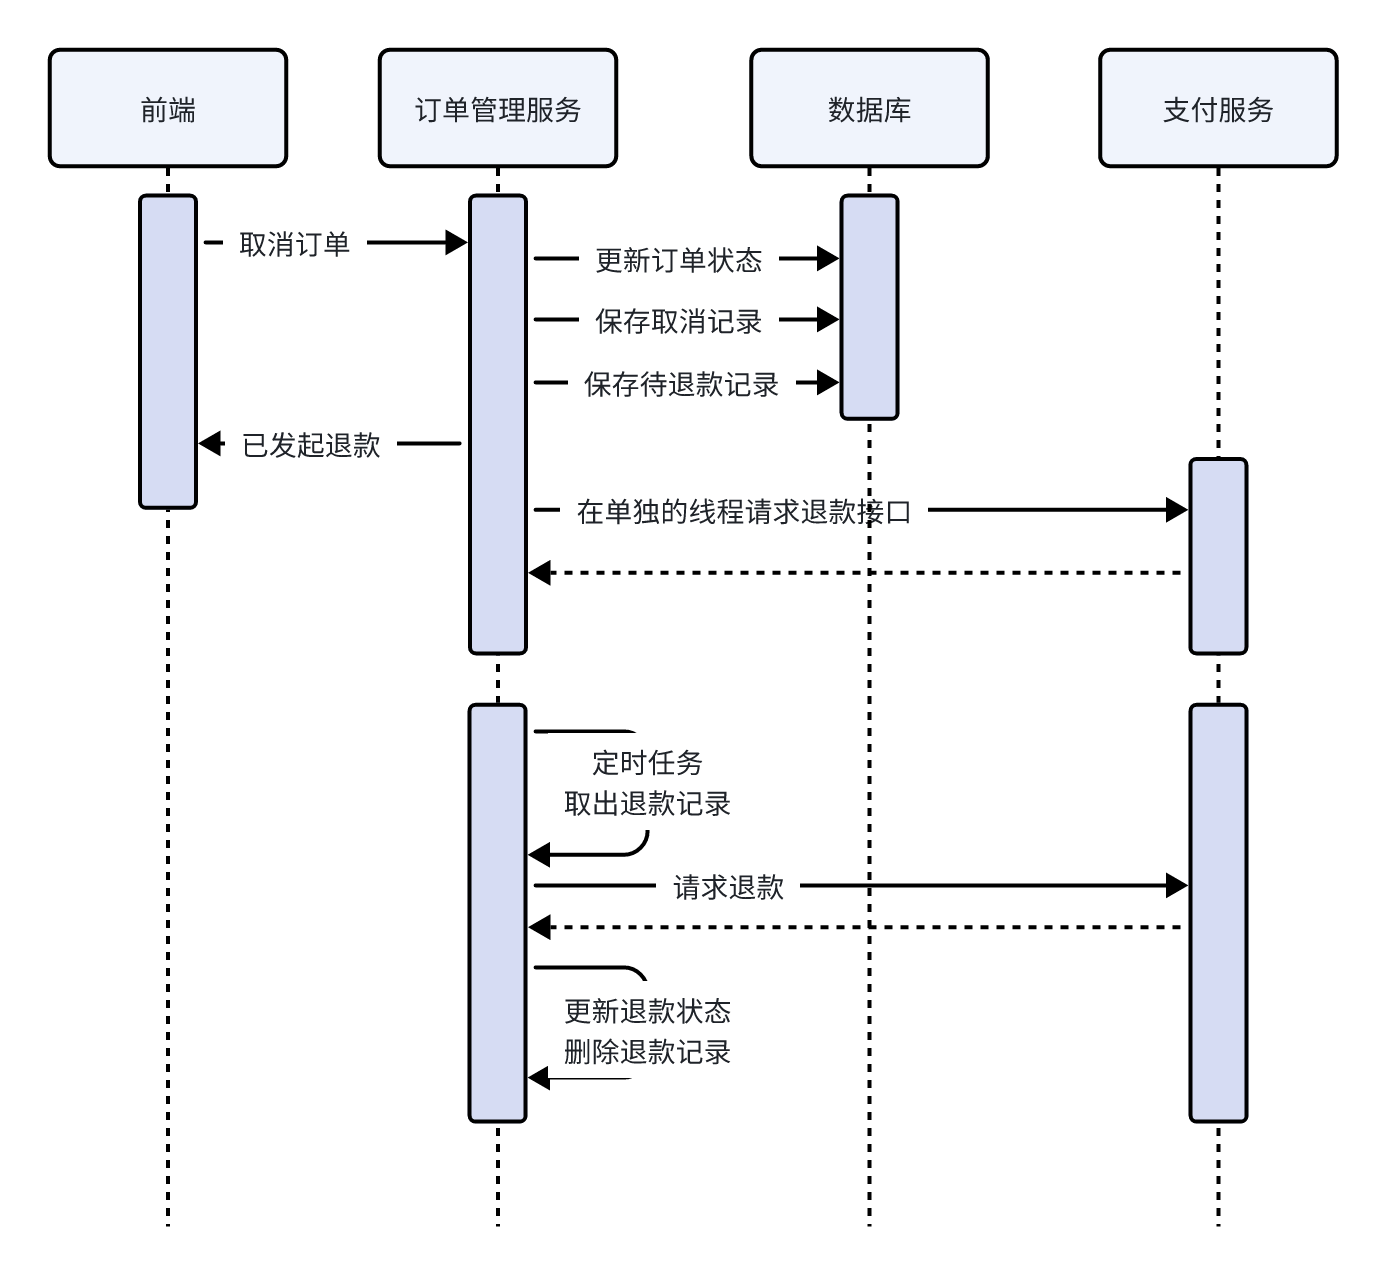 前端
订单管理服务
数据库
支付服务
取消订单
更新订单状态
保存取消记录
保存待退款记录
已发起退款
在单独的线程请求退款接口
定时任务
取出退款记录
请求退款
更新退款状态
删除退款记录